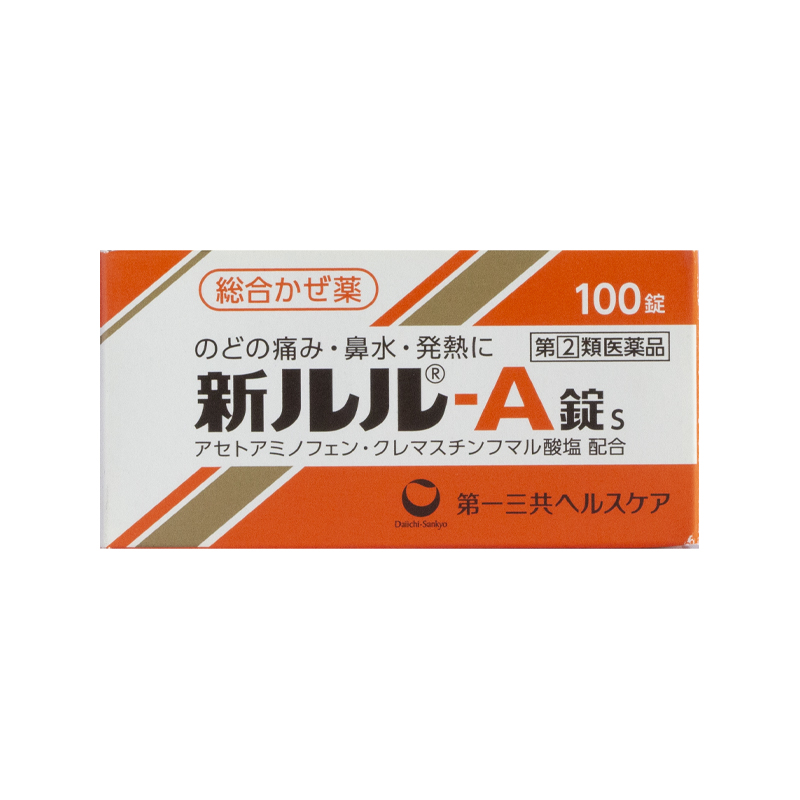 総合かぜ薬
100錠
のどの痛み・鼻水・発熱に
指定②類医薬品
新ルル®-A錠s
アセトアミノフェン・クレマスチンフマル酸塩 配合
Daiichi-Sankyo
第一三共ヘルスケア